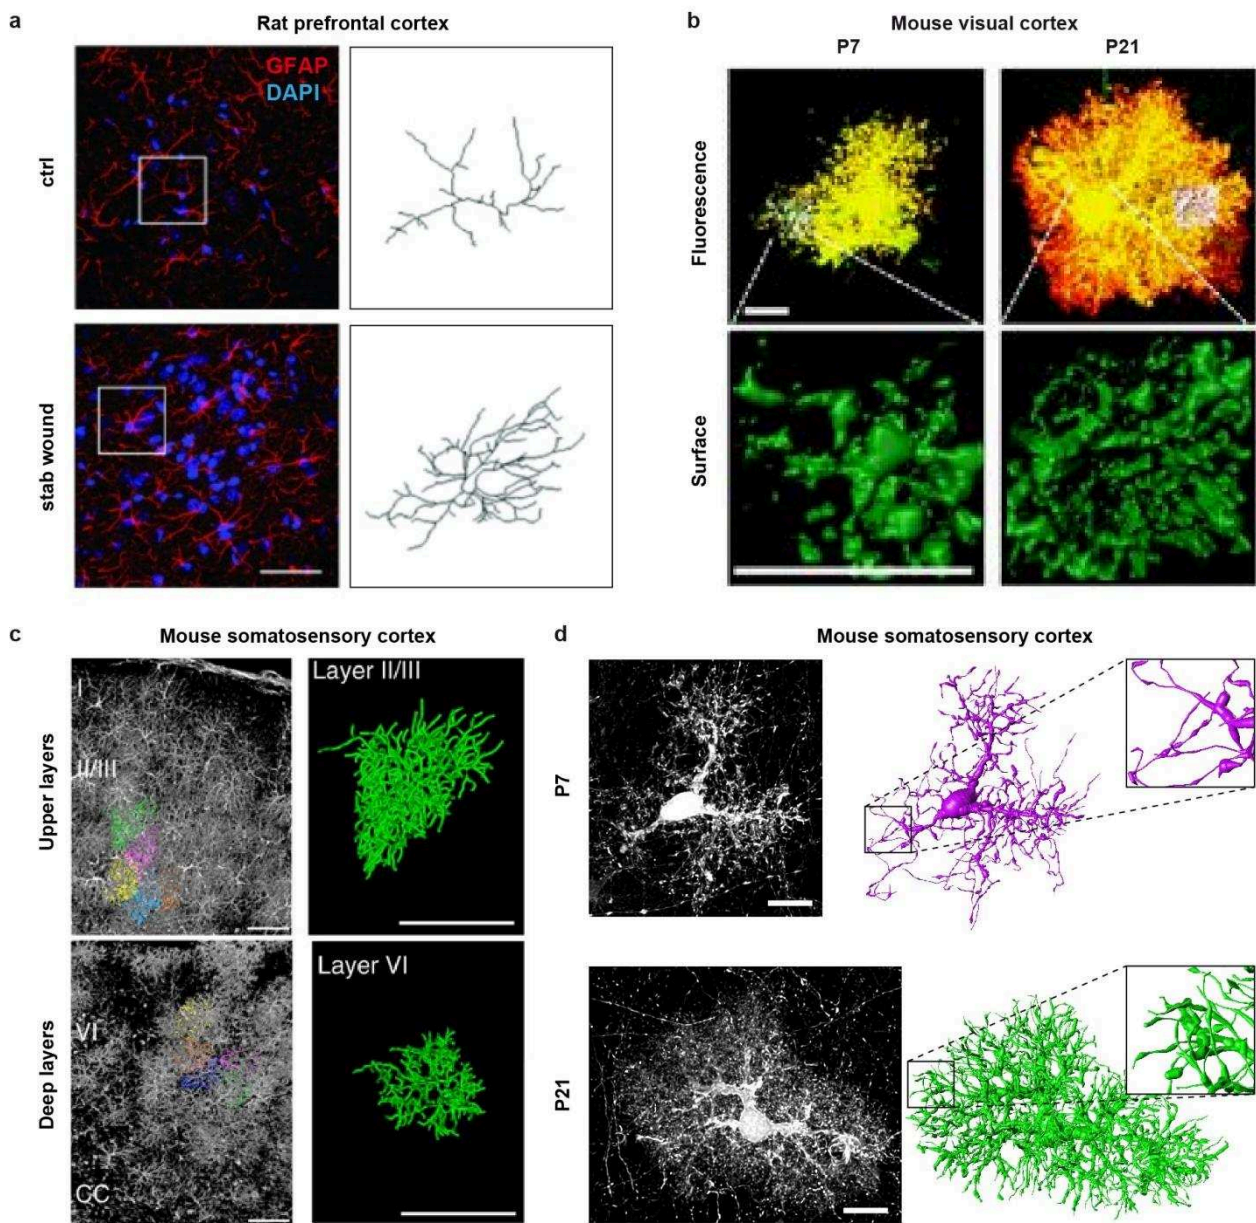 a
Rat prefrontal cortex
GFAP
DAPI
ctrl
stab wound
b
Mouse visual cortex
P7
P21
Fluorescence
Surface
c
Mouse somatosensory cortex
Upper layers
I
II/III
Layer II/III
Deep layers
VI
CC
Layer VI
d
Mouse somatosensory cortex
P7
P21